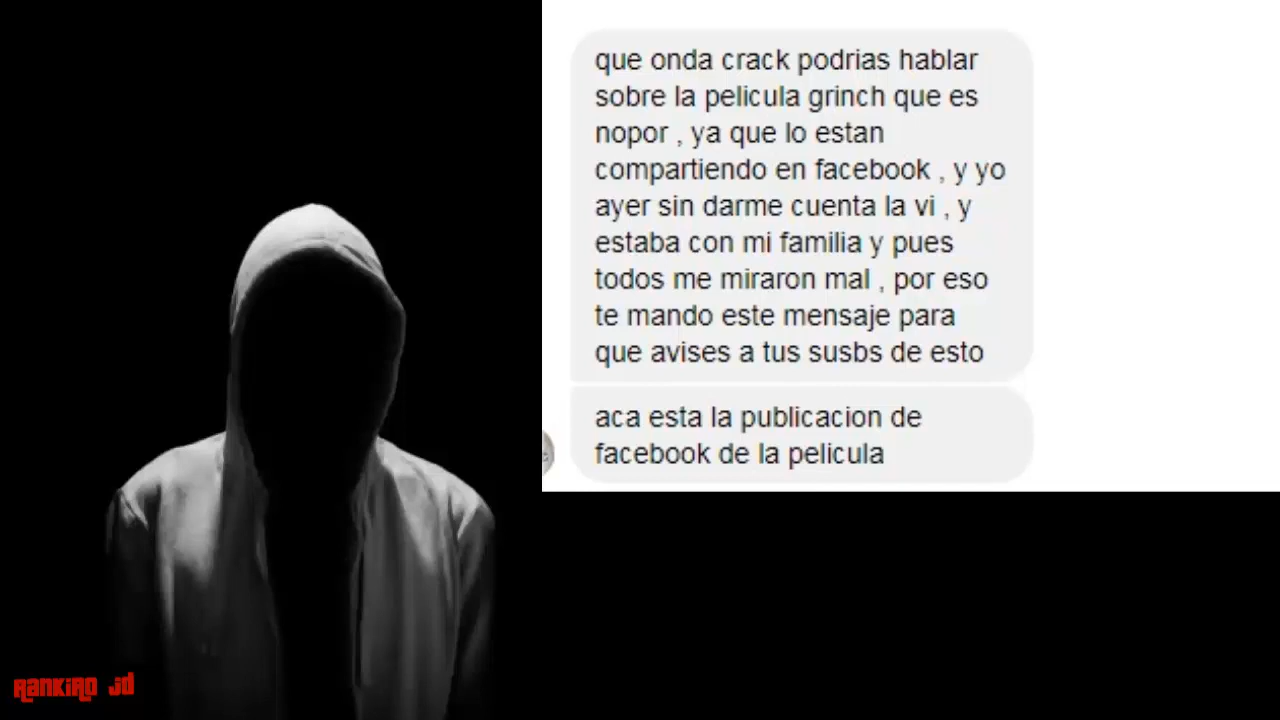 que onda crack podrias hablar
sobre la pelicula grinch que es
nopor , ya que lo estan
compartiendo en facebook , y yo
ayer sin darme cuenta la vi , y
estaba con mi familia y pues
todos me miraron mal , por eso
te mando este mensaje para
que avises a tus susbs de esto
aca esta la publicacion de
facebook de la pelicula
RANKIRO JD